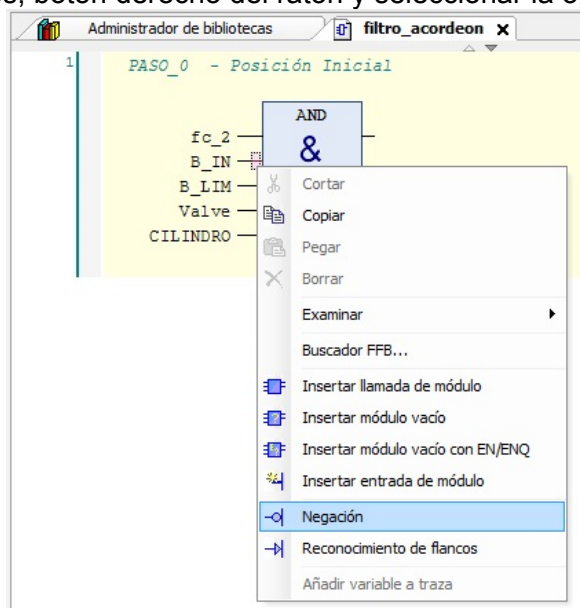 s, botón derecho del ratón y seleccionar la o
Administrador de bibliotecas filtro_acordeon x
1 PASO_0 - Posición Inicial
AND
&
fc_2
B_IN
B_LIM
Valve
CILINDRO
Cortar
Copiar
Pegar
Borrar
Examinar
Buscador FFB...
Insertar llamada de módulo
Insertar módulo vacío
Insertar módulo vacío con EN/ENO
Insertar entrada de módulo
Negación
Reconocimiento de flancos
Añadir variable a traza